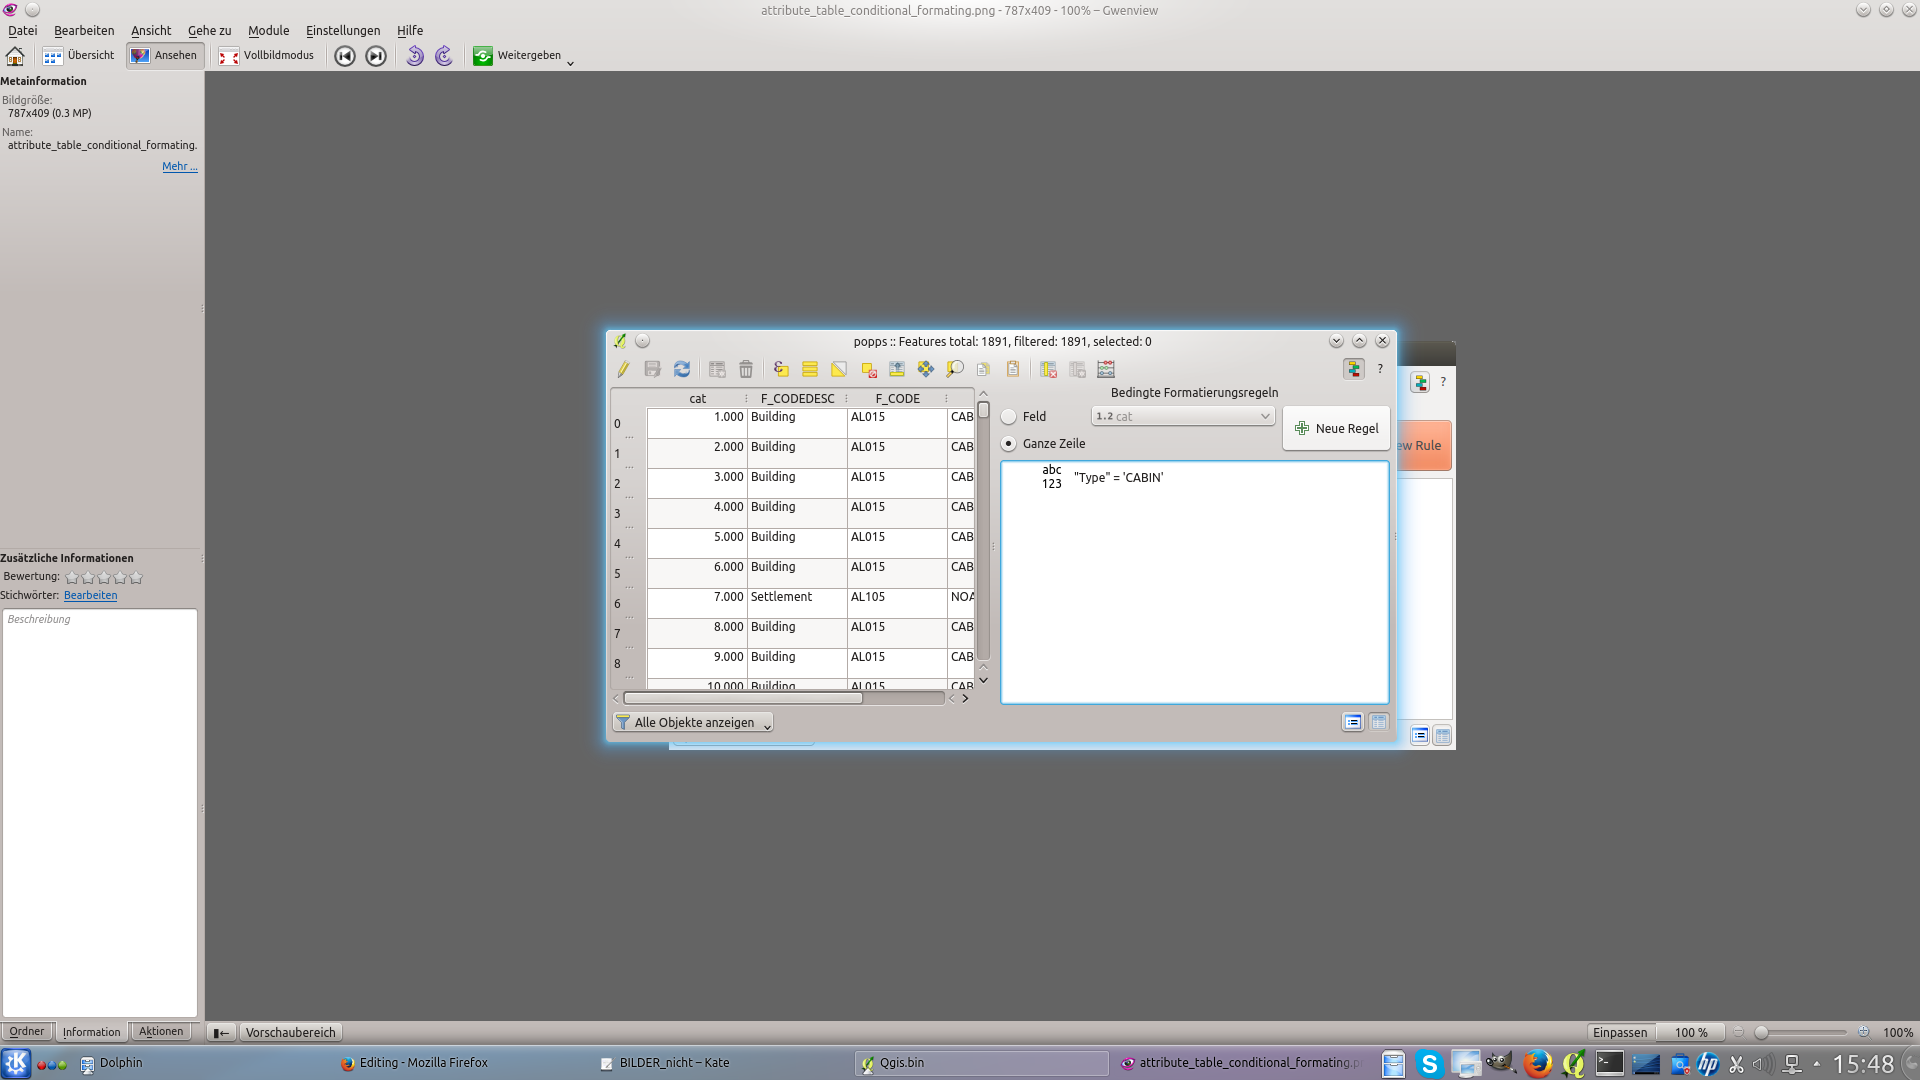 attribute_table_conditional_formating.png - 787x409 - 100% – Gwenview
Datei Bearbeiten Ansicht Gehe zu Module Einstellungen Hilfe
Übersicht Ansehen Vollbildmodus Weitergeben
Metainformation
Bildgröße:
787x409 (0.3 MP)
Name:
attribute_table_conditional_formating.
Mehr ...
popps :: Features total: 1891, filtered: 1891, selected: 0
?
?
Bedingte Formatierungsregeln
Feld
1.2 cat
Neue Regel
Ganze Zeile
ew Rule
abc
123
"Type" = 'CABIN'
cat F_CODEDESC F_CODE
0 ... 1.000 Building AL015 CAB
1 ... 2.000 Building AL015 CAB
2 ... 3.000 Building AL015 CAB
3 ... 4.000 Building AL015 CAB
4 ... 5.000 Building AL015 CAB
5 ... 6.000 Building AL015 CAB
6 ... 7.000 Settlement AL105 NOA
7 ... 8.000 Building AL015 CAB
8 ... 9.000 Building AL015 CAB
10.000 Building AL015 CAB
Alle Objekte anzeigen
Zusätzliche Informationen
Bewertung:
Stichwörter: Bearbeiten
Beschreibung
Ordner Information Aktionen Vorschaubereich
Einpassen 100 % 100%
Dolphin Editing - Mozilla Firefox BILDER_nicht – Kate Qgis.bin attribute_table_conditional_formating.p 15:48